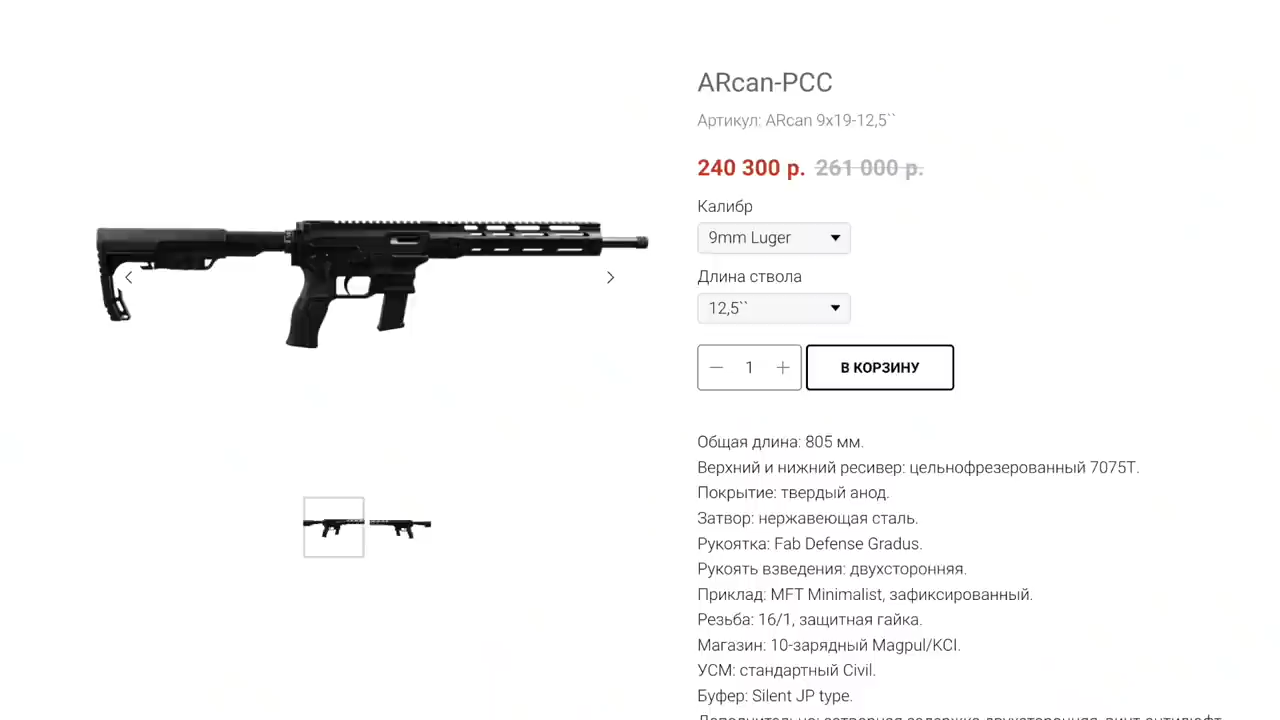 ARcan-PCC
Артикул: ARcan 9x19-12,5``
240 300 р. 261 000 р.
Калибр
9mm Luger
Длина ствола
12,5``
1
В КОРЗИНУ
Общая длина: 805 мм.
Верхний и нижний ресивер: цельнофрезерованный 7075Т.
Покрытие: твердый анод.
Затвор: нержавеющая сталь.
Рукоятка: Fab Defense Gradus.
Рукоять взведения: двухсторонняя.
Приклад: MFT Minimalist, зафиксированный.
Резьба: 16/1, защитная гайка.
Магазин: 10-зарядный Magpul/KCI.
УСМ: стандартный Civil.
Буфер: Silent JP type.